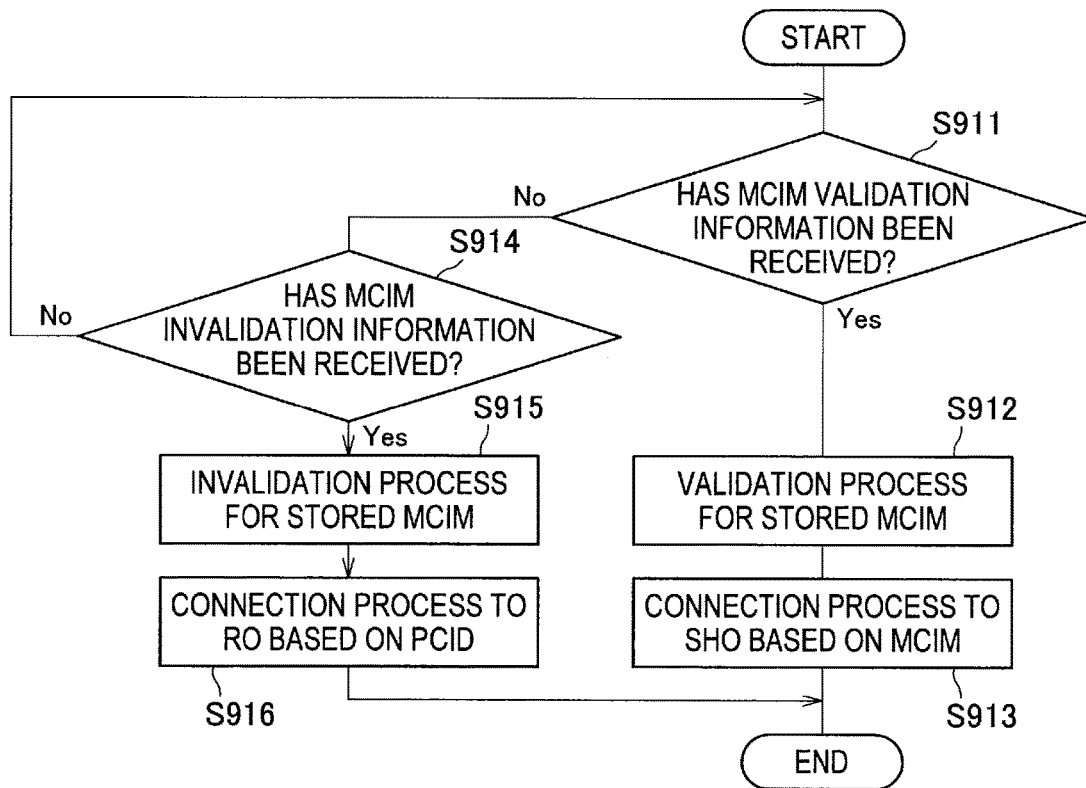 START
S911
HAS MCIM VALIDATION
INFORMATION BEEN
RECEIVED?
No
Yes
S914
HAS MCIM
INVALIDATION INFORMATION
BEEN RECEIVED?
No
Yes
S915
INVALIDATION PROCESS
FOR STORED MCIM
S912
VALIDATION PROCESS
FOR STORED MCIM
CONNECTION PROCESS TO
RO BASED ON PCID
S916
CONNECTION PROCESS TO
SHO BASED ON MCIM
S913
END